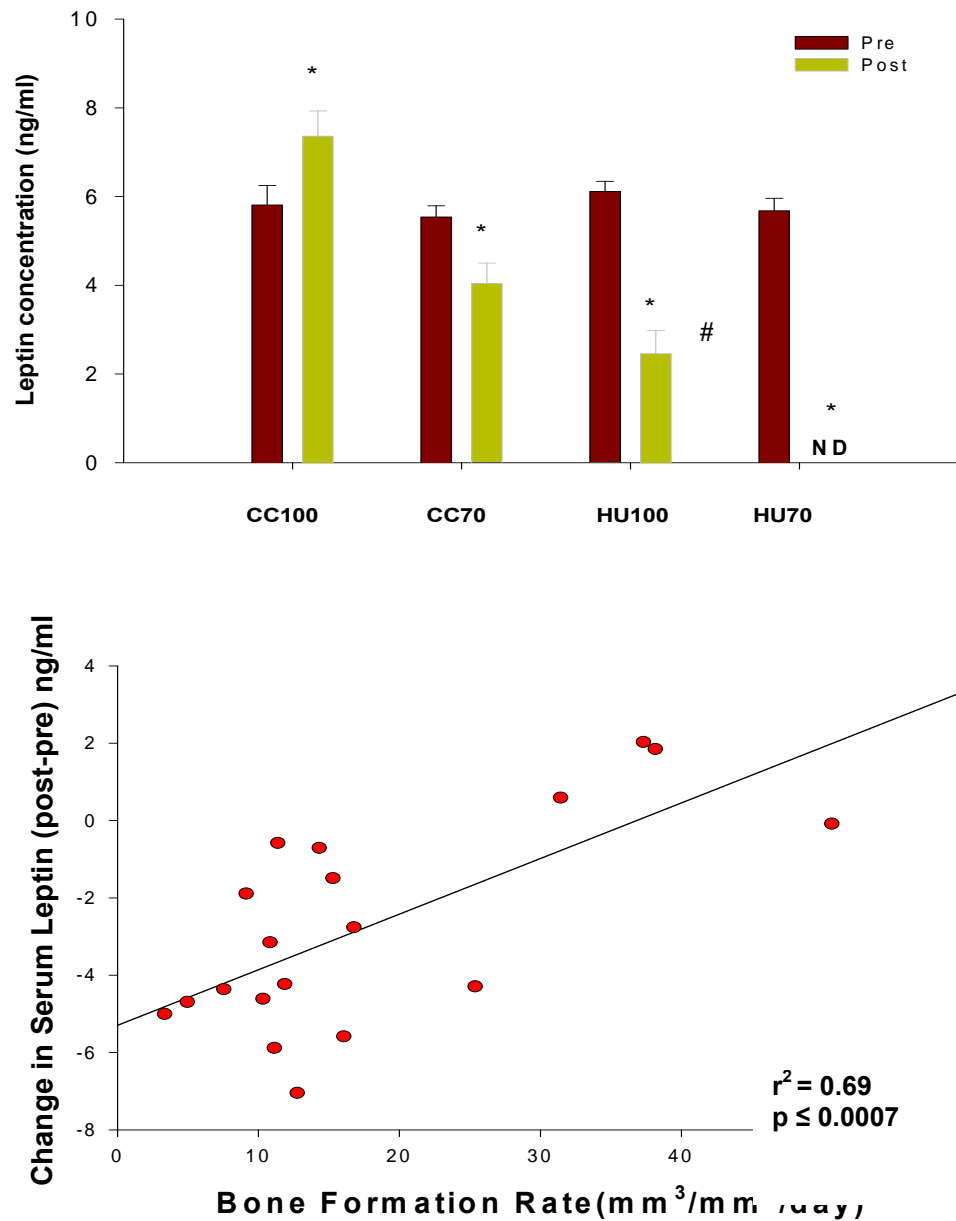 10
Pre
Post
*
8
*
6
*
4
#
2
*
ND
0
Leptin concentration (ng/ml)
CC100 CC70 HU100 HU70
Change in Serum Leptin (post-pre) ng/ml
4
2
0
-2
-4
-6
-8
r² = 0.69
p ≤ 0.0007
0 10 20 30 40
Bone Formation Rate(mm³/mm /day)